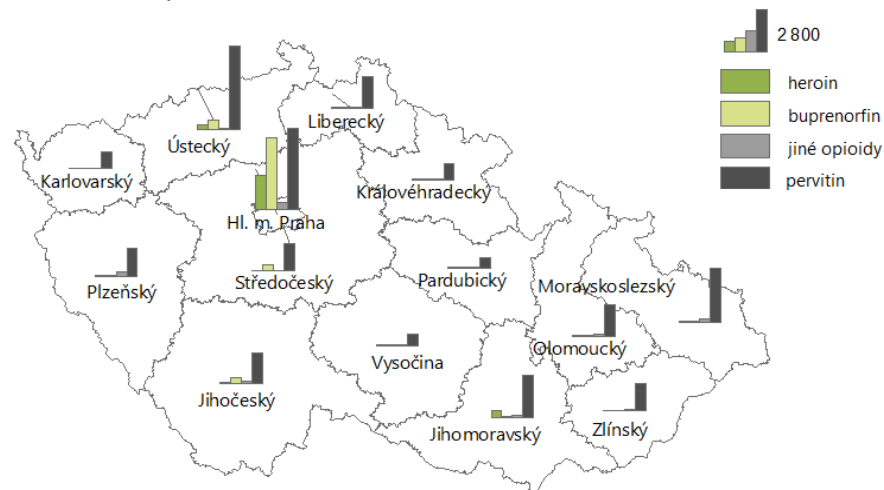 2 800
heroin
buprenorfin
jiné opioidy
pervitin
Liberecký
Ústecký
Karlovarský
Královéhradecký
Hl. m. Praha
Středočeský
Pardubický
Moravskoslezský
Plzeňský
Olomoucký
Vysočina
Jihočeský
Jihomoravský
Zlínský